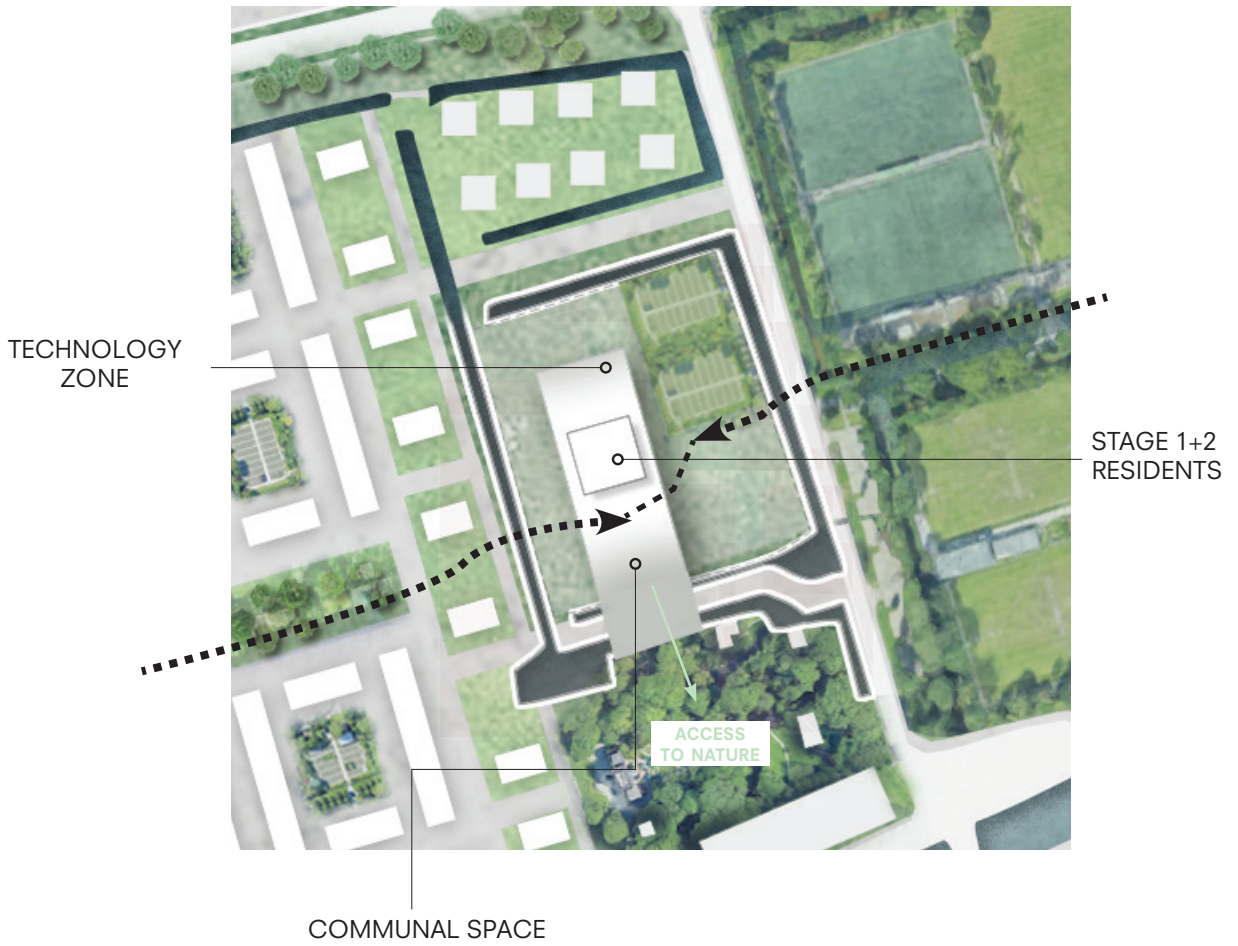 TECHNOLOGY
ZONE
STAGE 1+2
RESIDENTS
ACCESS
TO NATURE
COMMUNAL SPACE